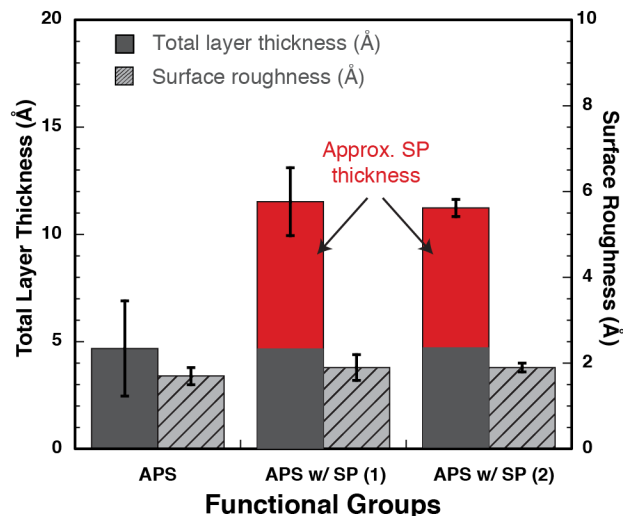 Total layer thickness (Å)
Surface roughness (Å)
Approx. SP
thickness
Total Layer Thickness (Å)
20
15
10
5
0
Surface Roughness (Å)
10
8
6
4
2
0
APS
APS w/ SP (1)
APS w/ SP (2)
Functional Groups